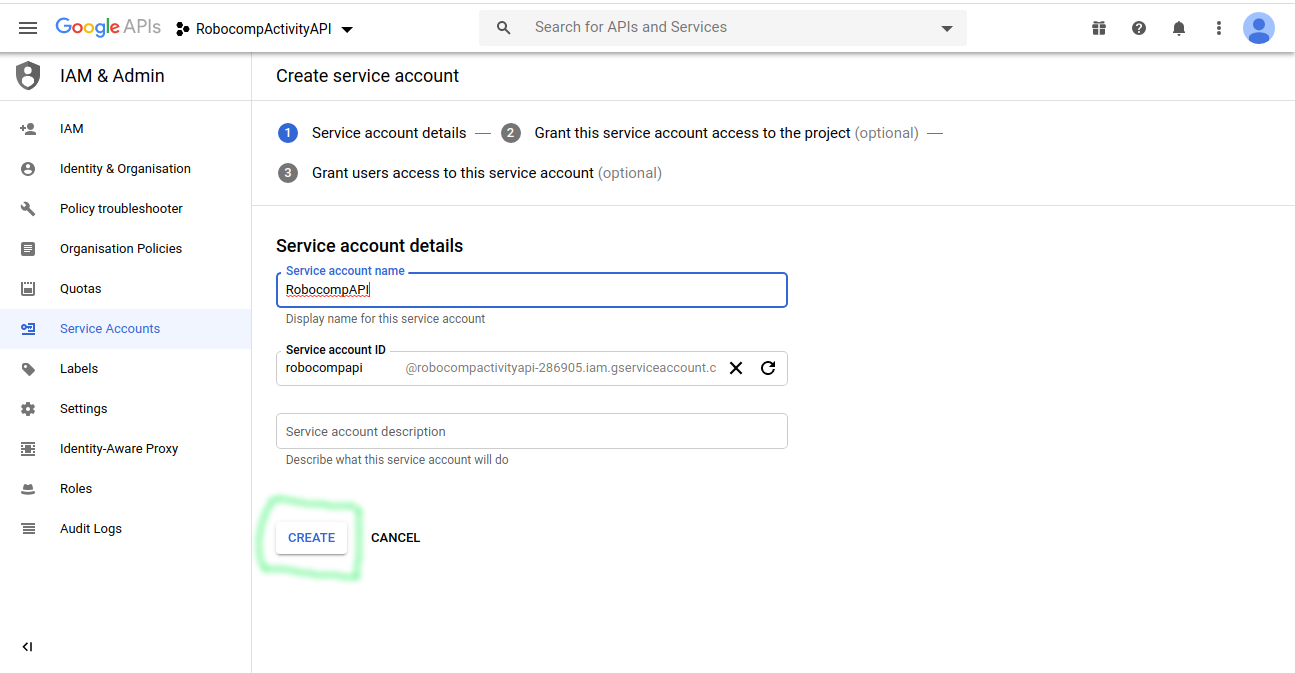 Google APIs RobocompActivityAPI Search for APIs and Services
IAM & Admin
Create service account
IAM
Identity & Organisation
Policy troubleshooter
Organisation Policies
Quotas
Service Accounts
Labels
Settings
Identity-Aware Proxy
Roles
Audit Logs
1 Service account details — 2 Grant this service account access to the project (optional) —
3 Grant users access to this service account (optional)
Service account details
Service account name
RobocompAPI
Display name for this service account
Service account ID
robocompapi @robocompactivityapi-286905.iam.gserviceaccount.c
Service account description
Describe what this service account will do
CREATE CANCEL